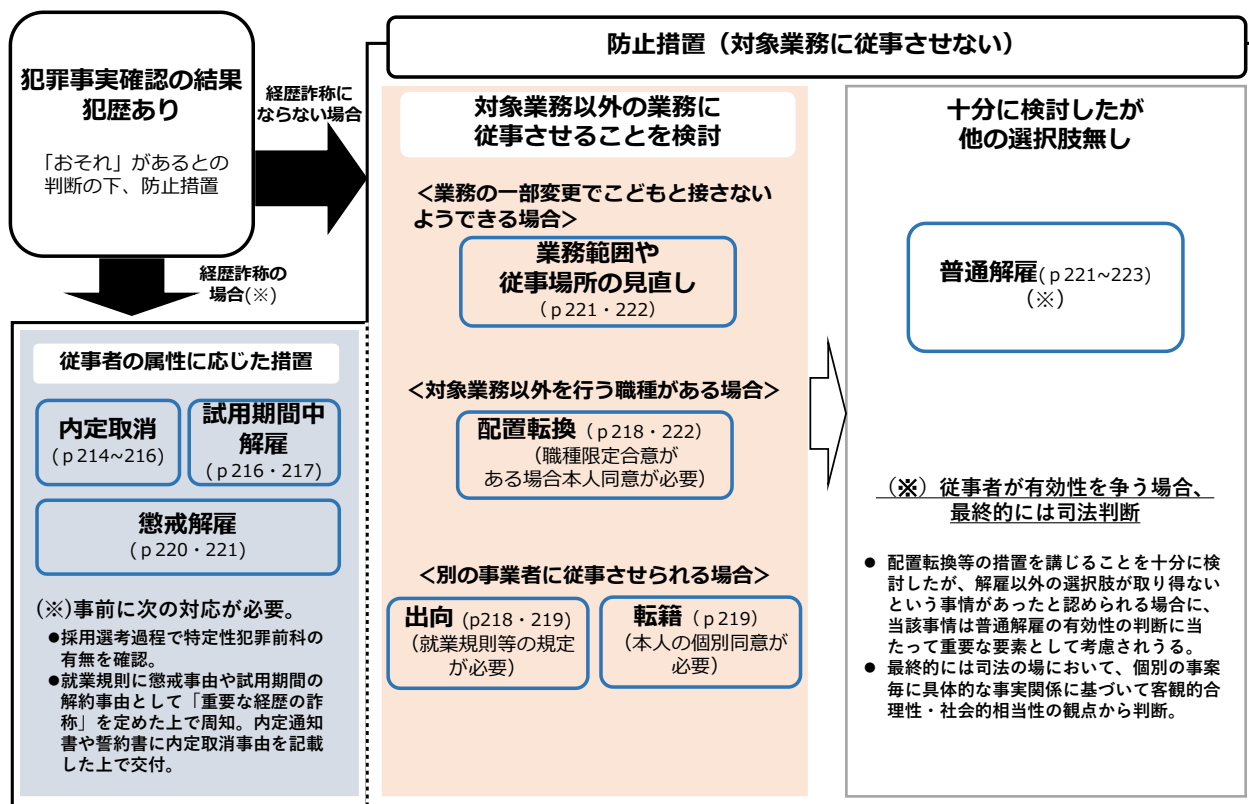 犯罪事実確認の結果
犯歴あり
「おそれ」があるとの
判断の下、防止措置
経歴詐称に
ならない場合
経歴詐称の
場合(※)
従事者の属性に応じた措置
内定取消
(ｐ214~216)
試用期間中
解雇
(ｐ216・217)
懲戒解雇
(ｐ220・221)
(※)事前に次の対応が必要。
●採用選考過程で特定性犯罪前科の
有無を確認。
●就業規則に懲戒事由や試用期間の
解約事由として「重要な経歴の詐
称」を定めた上で周知。内定通知
書や誓約書に内定取消事由を記載
した上で交付。
防止措置（対象業務に従事させない）
対象業務以外の業務に
従事させることを検討
＜業務の一部変更でこどもと接さない
ようできる場合＞
業務範囲や
従事場所の見直し
(ｐ221・222)
＜対象業務以外を行う職種がある場合＞
配置転換 (ｐ218・222)
（職種限定合意が
ある場合本人同意が必要）
＜別の事業者に従事させられる場合＞
出向 (p218・219)
（就業規則等の規定
が必要）
転籍 (ｐ219)
（本人の個別同意が
必要）
十分に検討したが
他の選択肢無し
普通解雇(ｐ221~223)
(※)
（※）従事者が有効性を争う場合、
最終的には司法判断
● 配置転換等の措置を講じることを十分に検
討したが、解雇以外の選択肢が取り得ない
という事情があったと認められる場合に、
当該事情は普通解雇の有効性の判断に当
たって重要な要素として考慮されうる。
● 最終的には司法の場において、個別の事案
毎に具体的な事実関係に基づいて客観的合
理性・社会的相当性の観点から判断。